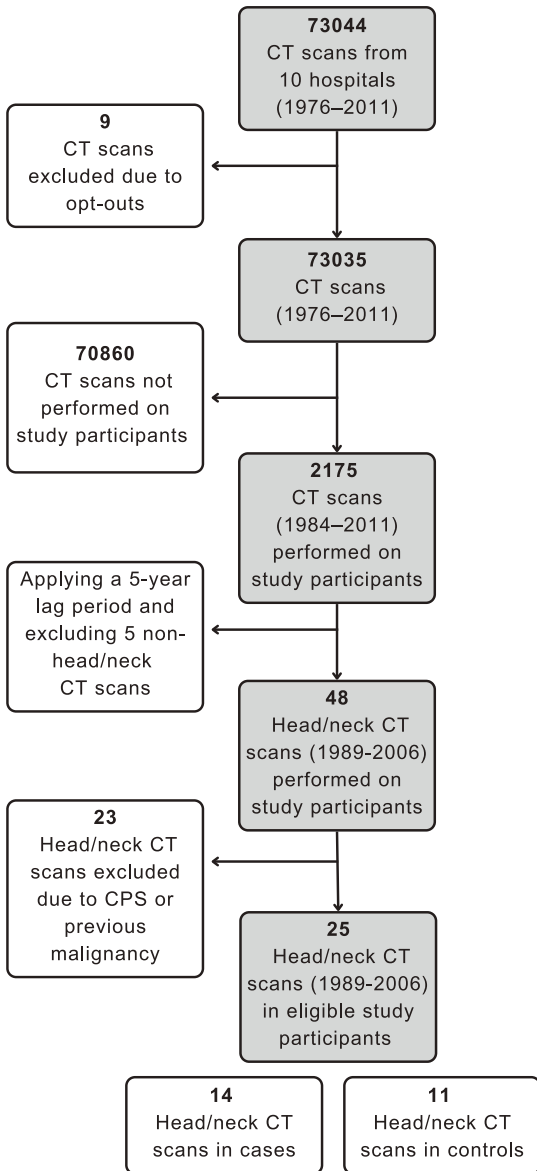 73044
CT scans from
10 hospitals
(1976–2011)
9
CT scans
excluded due to
opt-outs
73035
CT scans
(1976–2011)
70860
CT scans not
performed on
study participants
2175
CT scans
(1984–2011)
performed on
study participants
Applying a 5-year
lag period and
excluding 5 non-
head/neck
CT scans
48
Head/neck CT
scans (1989-2006)
performed on
study participants
23
Head/neck CT
scans excluded
due to CPS or
previous
malignancy
25
Head/neck CT
scans (1989-2006)
in eligible study
participants
14
Head/neck CT
scans in cases
11
Head/neck CT
scans in controls